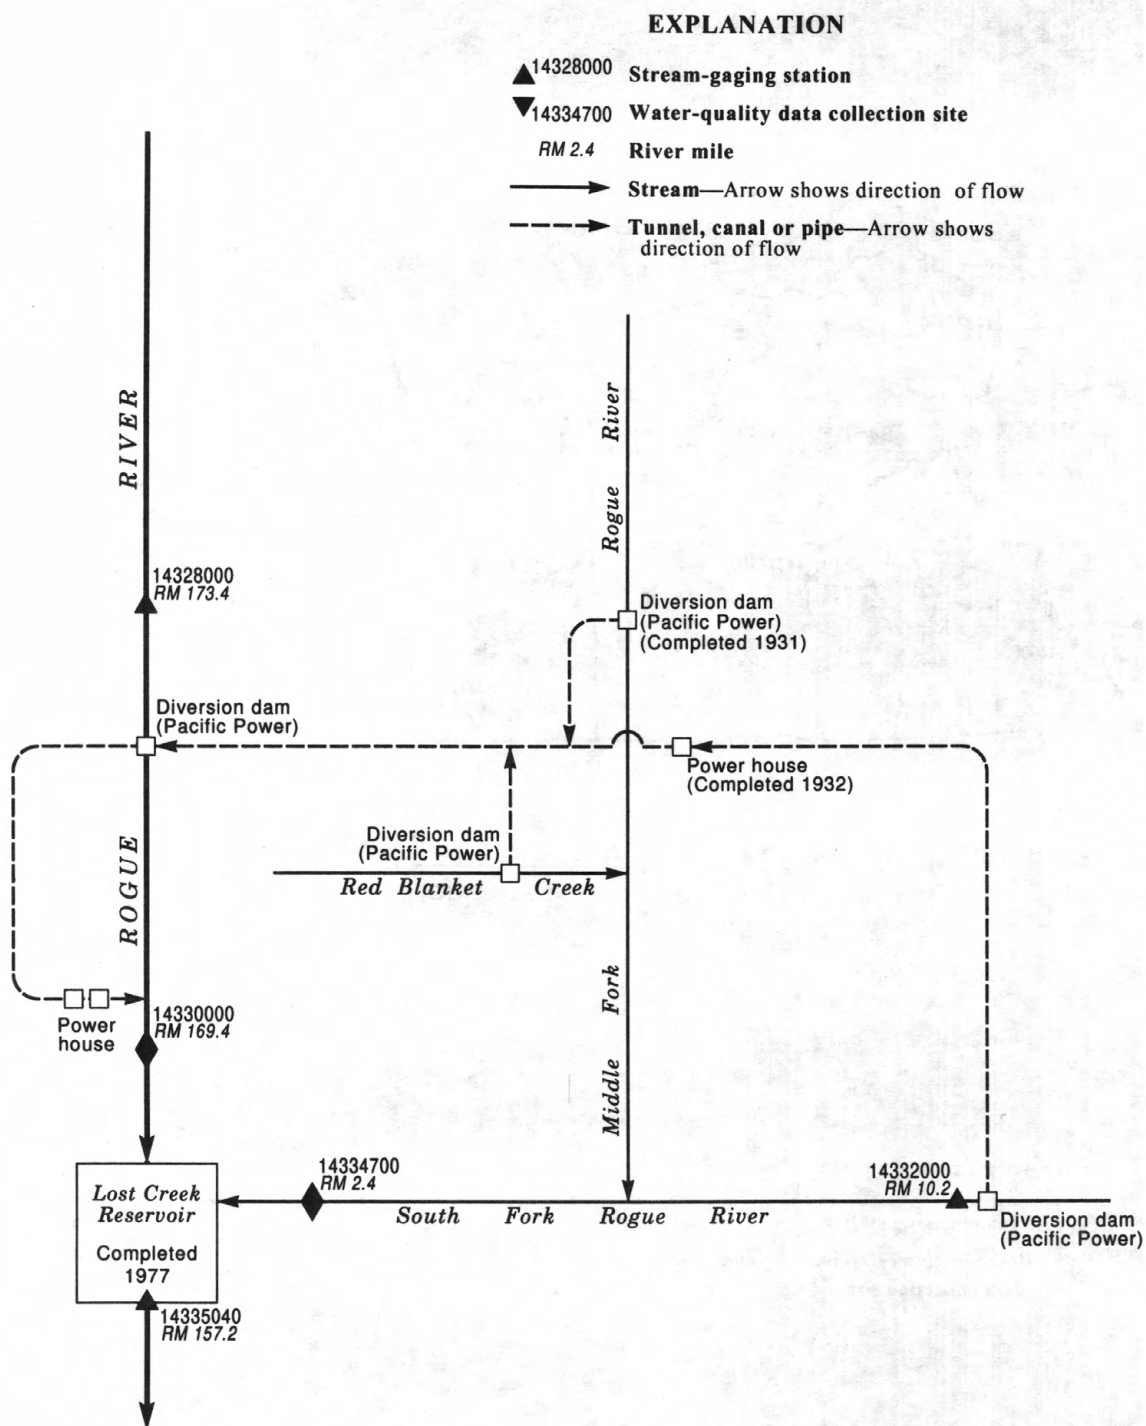 EXPLANATION
14328000 Stream-gaging station
14334700 Water-quality data collection site
RM 2.4 River mile
Stream—Arrow shows direction of flow
Tunnel, canal or pipe—Arrow shows
direction of flow
RIVER
Rogue River
14328000
RM 173.4
Diversion dam
(Pacific Power)
(Completed 1931)
Diversion dam
(Pacific Power)
Power house
(Completed 1932)
ROGUE
Diversion dam
(Pacific Power)
Red Blanket Creek
Middle Fork
Power
house
14330000
RM 169.4
14334700
RM 2.4
14332000
RM 10.2
Lost Creek
Reservoir
Completed
1977
South Fork Rogue River
Diversion dam
(Pacific Power)
14335040
RM 157.2